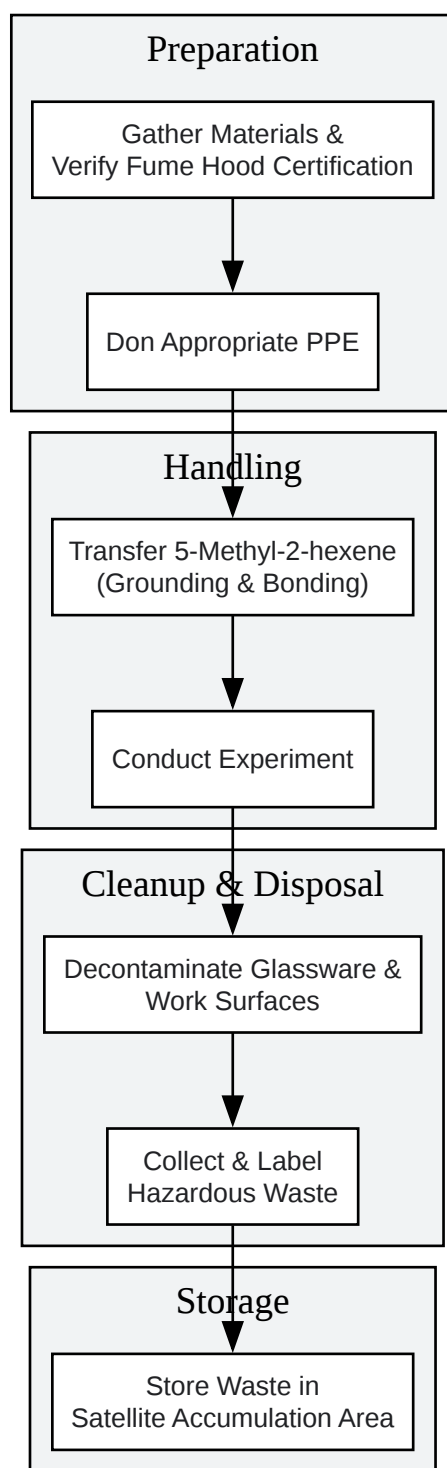 Preparation
Gather Materials &
Verify Fume Hood Certification
Don Appropriate PPE
Handling
Transfer 5-Methyl-2-hexene
(Grounding & Bonding)
Conduct Experiment
Cleanup & Disposal
Decontaminate Glassware &
Work Surfaces
Collect & Label
Hazardous Waste
Storage
Store Waste in
Satellite Accumulation Area